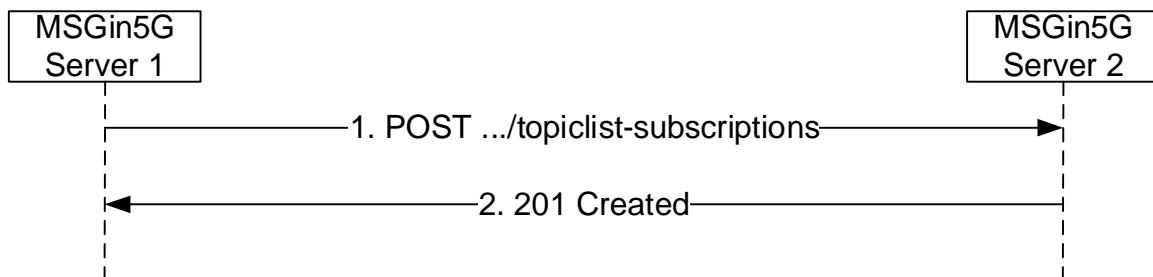 MSGin5G
Server 1
MSGin5G
Server 2
1. POST .../topiclist-subscriptions
2. 201 Created